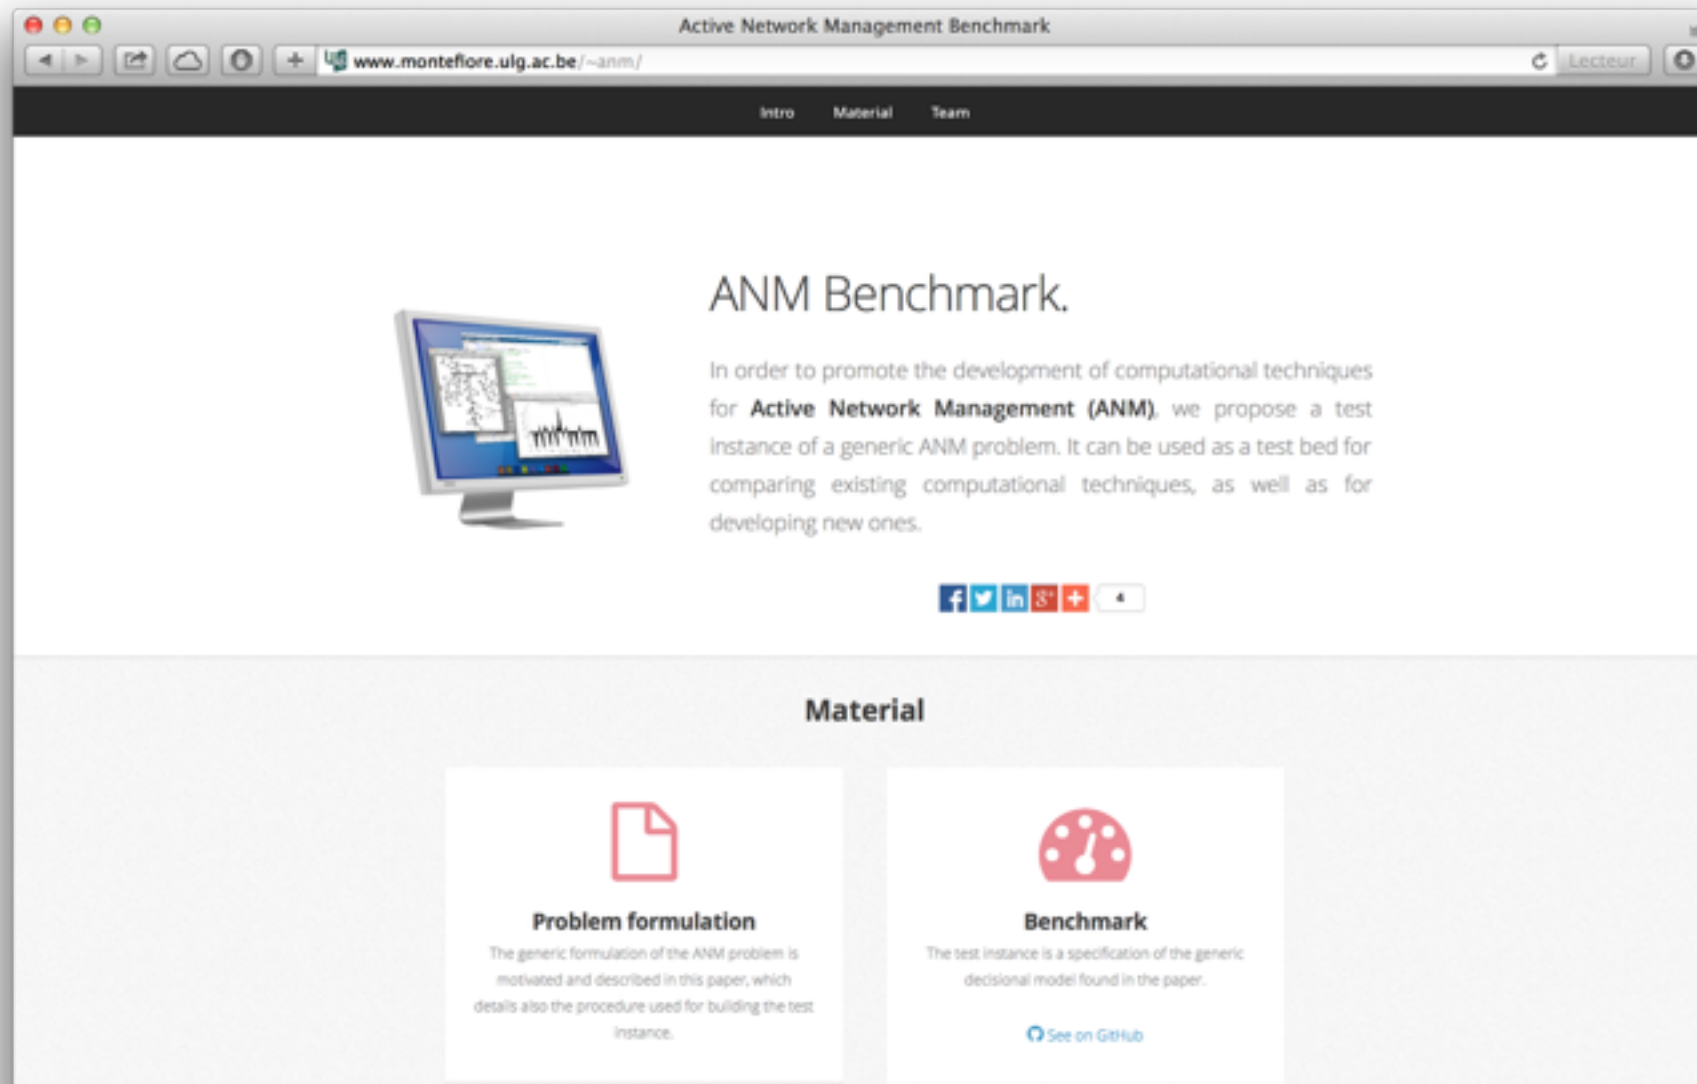 Active Network Management Benchmark
www.montefiore.ulg.ac.be/~anm/
Lecteur
Intro Material Team
ANM Benchmark.
In order to promote the development of computational techniques
for Active Network Management (ANM), we propose a test
instance of a generic ANM problem. It can be used as a test bed for
comparing existing computational techniques, as well as for
developing new ones.
4
Material
Problem formulation
The generic formulation of the ANM problem is
motivated and described in this paper, which
details also the procedure used for building the test
instance.
Benchmark
The test instance is a specification of the generic
decisional model found in the paper.
See on GitHub